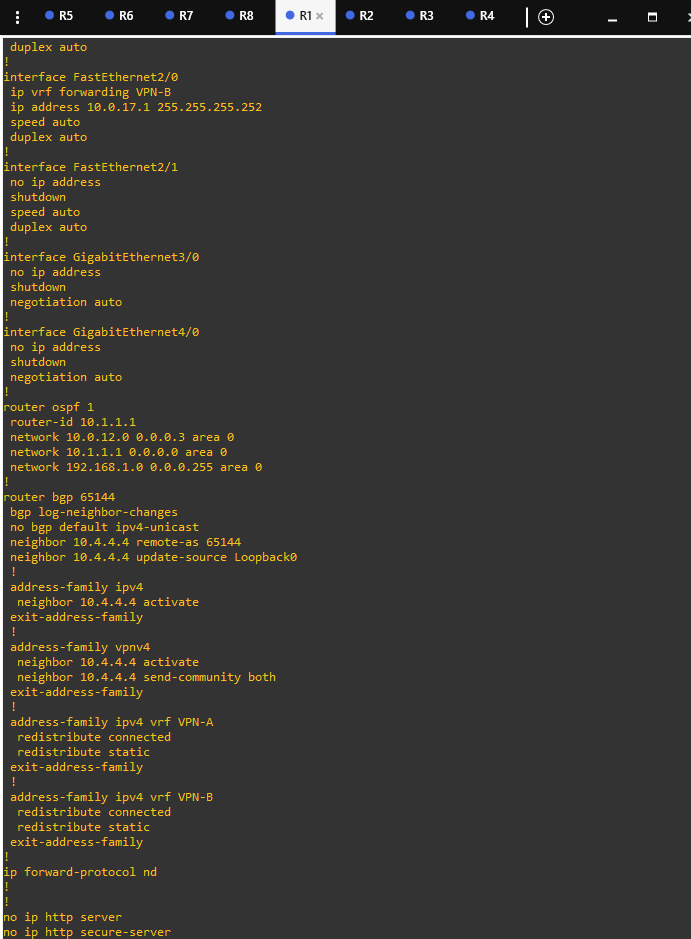 R5 R6 R7 R8 R1 R2 R3 R4
duplex auto
!
interface FastEthernet2/0
ip vrf forwarding VPN-B
ip address 10.0.17.1 255.255.255.252
speed auto
duplex auto
!
interface FastEthernet2/1
no ip address
shutdown
speed auto
duplex auto
!
interface GigabitEthernet3/0
no ip address
shutdown
negotiation auto
!
interface GigabitEthernet4/0
no ip address
shutdown
negotiation auto
!
router ospf 1
router-id 10.1.1.1
network 10.0.12.0 0.0.0.3 area 0
network 10.1.1.1 0.0.0.0 area 0
network 192.168.1.0 0.0.0.255 area 0
!
router bgp 65144
bgp log-neighbor-changes
no bgp default ipv4-unicast
neighbor 10.4.4.4 remote-as 65144
neighbor 10.4.4.4 update-source Loopback0
!
address-family ipv4
neighbor 10.4.4.4 activate
exit-address-family
!
address-family vpnv4
neighbor 10.4.4.4 activate
neighbor 10.4.4.4 send-community both
exit-address-family
!
address-family ipv4 vrf VPN-A
redistribute connected
redistribute static
exit-address-family
!
address-family ipv4 vrf VPN-B
redistribute connected
redistribute static
exit-address-family
!
ip forward-protocol nd
!
!
no ip http server
no ip http secure-server